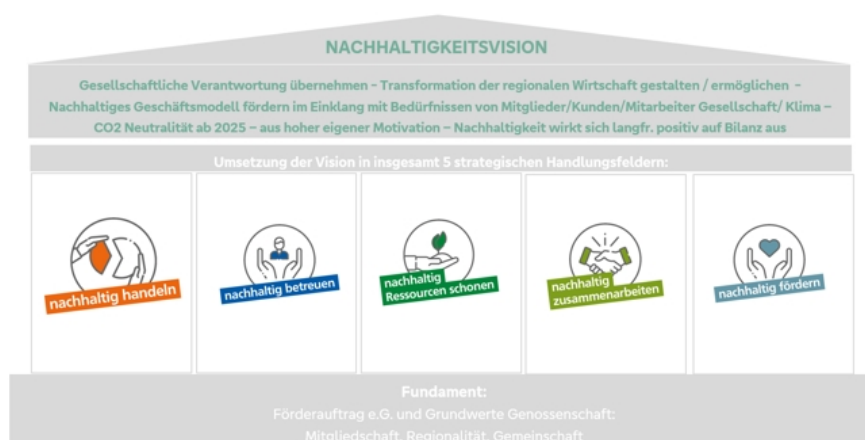 NACHHALTIGKEITSVISION
Gesellschaftliche Verantwortung übernehmen - Transformation der regionalen Wirtschaft gestalten / ermöglichen -
Nachhaltiges Geschäftsmodell fördern im Einklang mit Bedürfnissen von Mitglieder/Kunden/Mitarbeiter Gesellschaft/ Klima –
CO2 Neutralität ab 2025 – aus hoher eigener Motivation – Nachhaltigkeit wirkt sich langfr. positiv auf Bilanz aus
Umsetzung der Vision in insgesamt 5 strategischen Handlungsfeldern:
nachhaltig handeln
nachhaltig betreuen
nachhaltig
Ressourcen schonen
nachhaltig
zusammenarbeiten
nachhaltig fördern
Fundament:
Förderauftrag e.G. und Grundwerte Genossenschaft:
Mitgliedschaft, Regionalität, Gemeinschaft